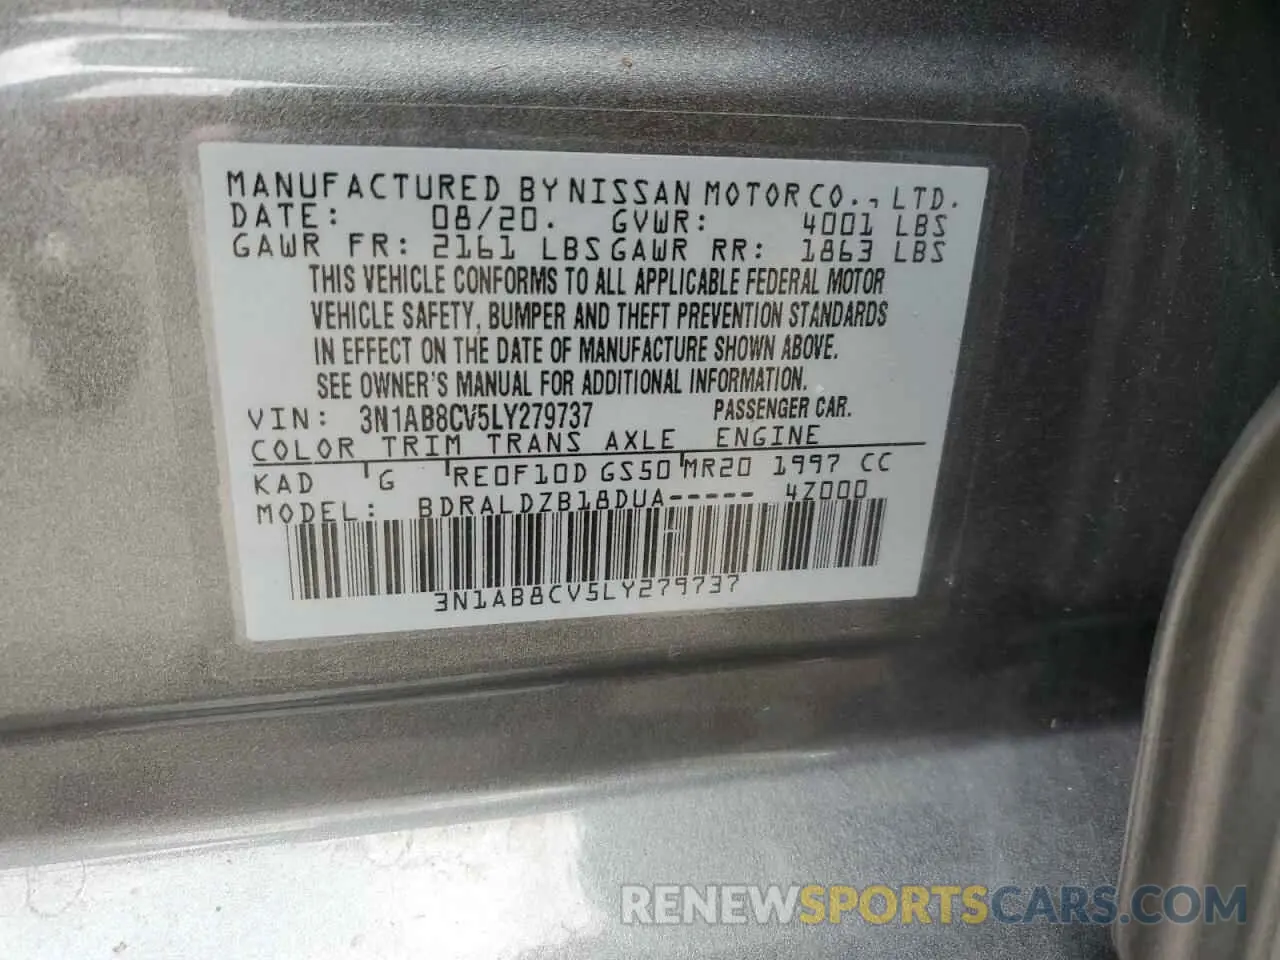 MANUFACTURED BY NISSAN MOTOR CO., LTD.
DATE: 08/20. GVWR: 4001 LBS
GAWR FR: 2161 LBS GAWR RR: 1863 LBS
THIS VEHICLE CONFORMS TO ALL APPLICABLE FEDERAL MOTOR
VEHICLE SAFETY, BUMPER AND THEFT PREVENTION STANDARDS
IN EFFECT ON THE DATE OF MANUFACTURE SHOWN ABOVE.
SEE OWNER'S MANUAL FOR ADDITIONAL INFORMATION.
VIN: 3N1AB8CV5LY279737 PASSENGER CAR.
COLOR TRIM TRANS AXLE ENGINE
KAD G RE0F10D GS50 MR20 1997 CC
MODEL: BDRALDZB18DUA----- 4Z000
3N1AB8CV5LY279737
RENEWSPORTSCARS.COM